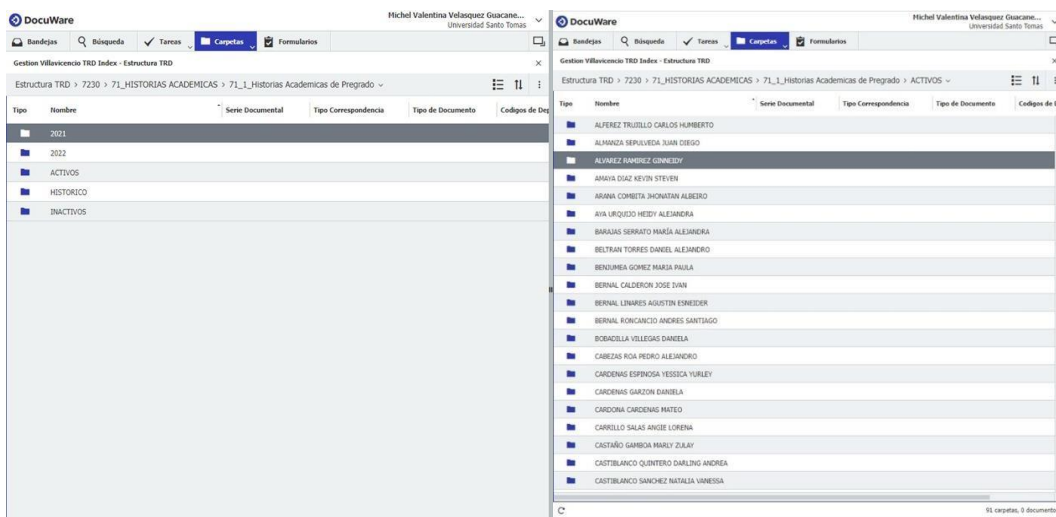 DocuWare
Michel Valentina Velasquez Guacane...
Universidad Santo Tomas
Bandejas Búsqueda Tareas Carpetas Formularios
Gestion Villavicencio TRD Index - Estructura TRD
Estructura TRD > 7230 > 71_HISTORIAS ACADEMICAS > 71_1_Historias Academicas de Pregrado
Tipo Nombre Serie Documental Tipo Correspondencia Tipo de Documento Codigos de Dep
2021
2022
ACTIVOS
HISTORICO
INACTIVOS
DocuWare
Michel Valentina Velasquez Guacane...
Universidad Santo Tomas
Bandejas Búsqueda Tareas Carpetas Formularios
Gestion Villavicencio TRD Index - Estructura TRD
Estructura TRD > 7230 > 71_HISTORIAS ACADEMICAS > 71_1_Historias Academicas de Pregrado > ACTIVOS
Tipo Nombre Serie Documental Tipo Correspondencia Tipo de Documento Codigos de
ALFEREZ TRUJILLO CARLOS HUMBERTO
ALMANZA SEPULVEDA JUAN DIEGO
ALVAREZ RAMIREZ GINNEIDY
AMAYA DIAZ KEVIN STEVEN
ARANA COMBITA JHONATAN ALBEIRO
AYA URQUIJO HEIDY ALEJANDRA
BARAJAS SERRATO MARÍA ALEJANDRA
BELTRAN TORRES DANIEL ALEJANDRO
BENJUMEA GOMEZ MARIA PAULA
BERNAL CALDERON JOSE IVAN
BERNAL LINARES AGUSTIN ESNEIDER
BERNAL RONCANCIO ANDRES SANTIAGO
BOBADILLA VILLEGAS DANIELA
CABEZAS ROA PEDRO ALEJANDRO
CARDENAS ESPINOSA YESSICA YURLEY
CARDENAS GARZON DANIELA
CARDONA CARDENAS MATEO
CARRILLO SALAS ANGIE LORENA
CASTAÑO GAMBOA MARLY ZULAY
CASTIBLANCO QUINTERO DARLING ANDREA
CASTIBLANCO SANCHEZ NATALIA VANESSA
91 carpetas, 0 documento